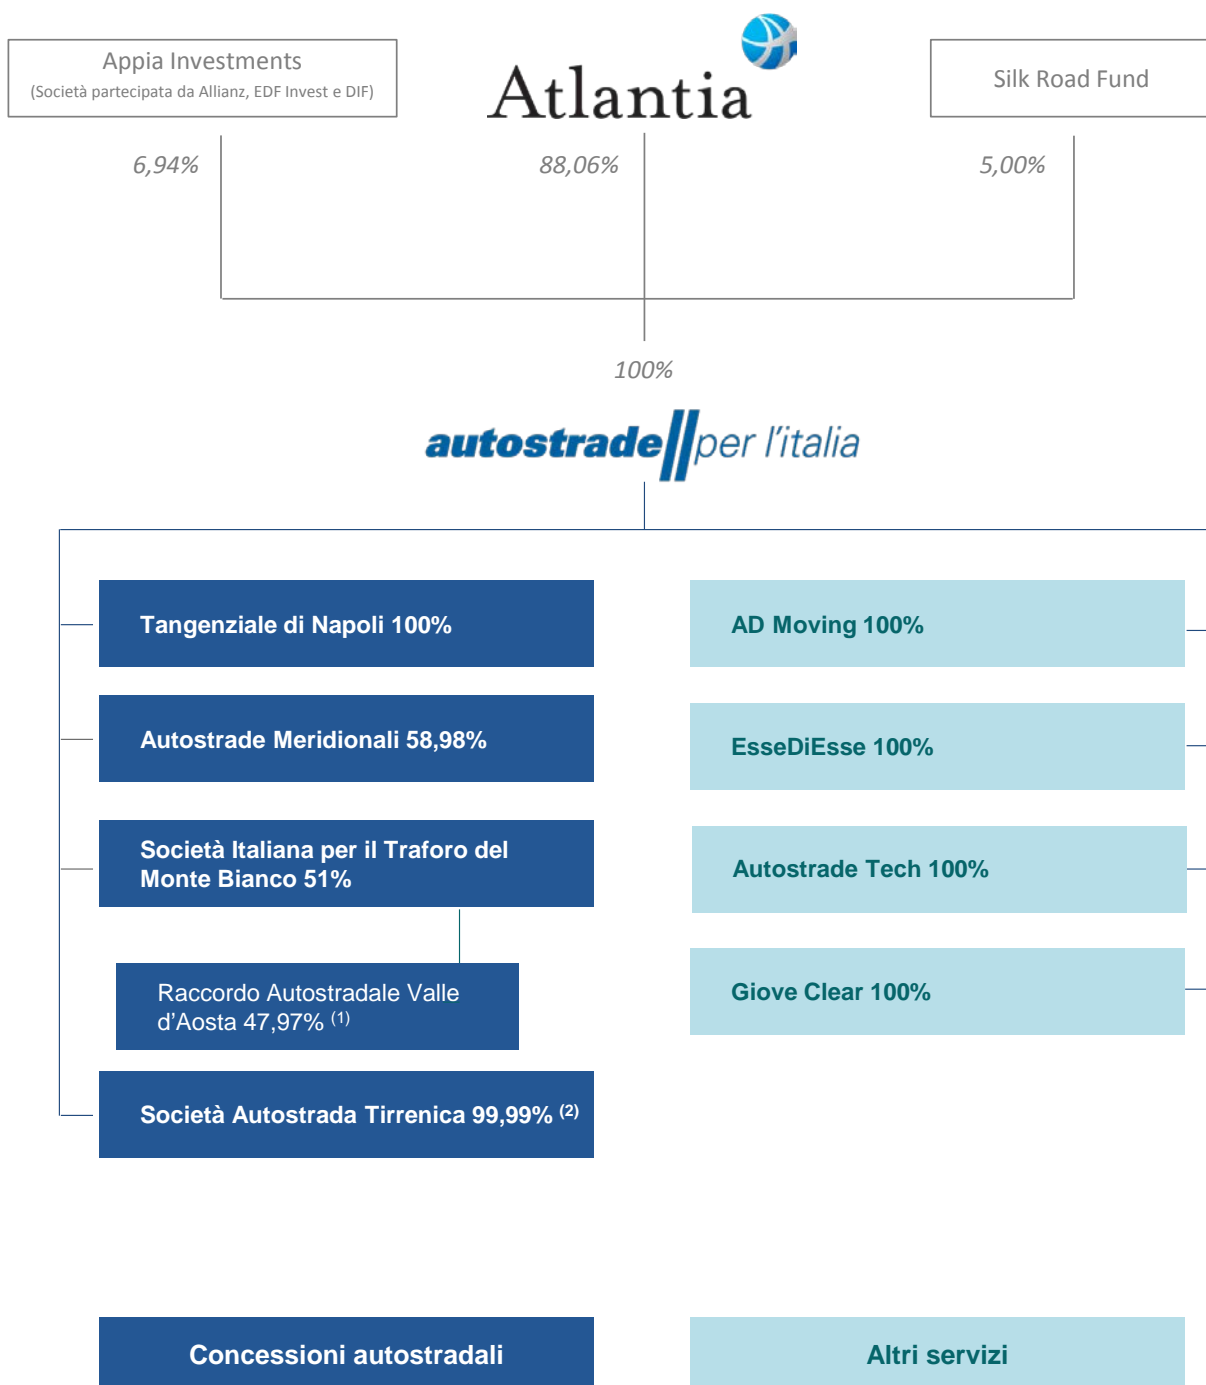 Appia Investments
(Società partecipata da Allianz, EDF Invest e DIF)
Atlantia
Silk Road Fund
6,94%
88,06%
5,00%
100%
autostrade per l'italia
Tangenziale di Napoli 100%
Autostrade Meridionali 58,98%
Società Italiana per il Traforo del
Monte Bianco 51%
Raccordo Autostradale Valle
d’Aosta 47,97% (1)
Società Autostrada Tirrenica 99,99% (2)
AD Moving 100%
EsseDiEsse 100%
Autostrade Tech 100%
Giove Clear 100%
Concessioni autostradali
Altri servizi